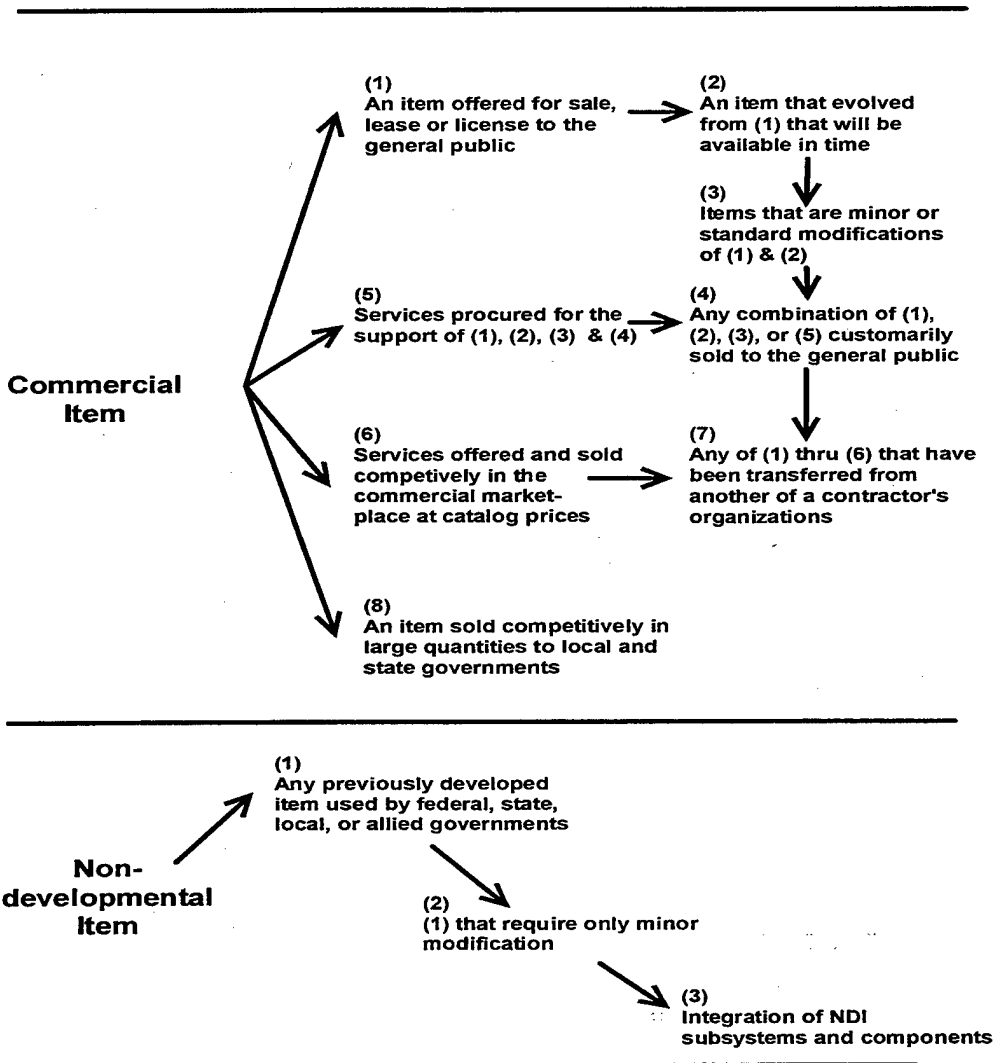 (1)
An item offered for sale,
lease or license to the
general public
(2)
An item that evolved
from (1) that will be
available in time
(3)
Items that are minor or
standard modifications
of (1) & (2)
(5)
Services procured for the
support of (1), (2), (3) & (4)
(4)
Any combination of (1),
(2), (3), or (5) customarily
sold to the general public
Commercial
Item
(6)
Services offered and sold
competively in the
commercial market-
place at catalog prices
(7)
Any of (1) thru (6) that have
been transferred from
another of a contractor's
organizations
(8)
An item sold competitively in
large quantities to local and
state governments
Non-
developmental
Item
(1)
Any previously developed
item used by federal, state,
local, or allied governments
(2)
(1) that require only minor
modification
(3)
Integration of NDI
subsystems and components